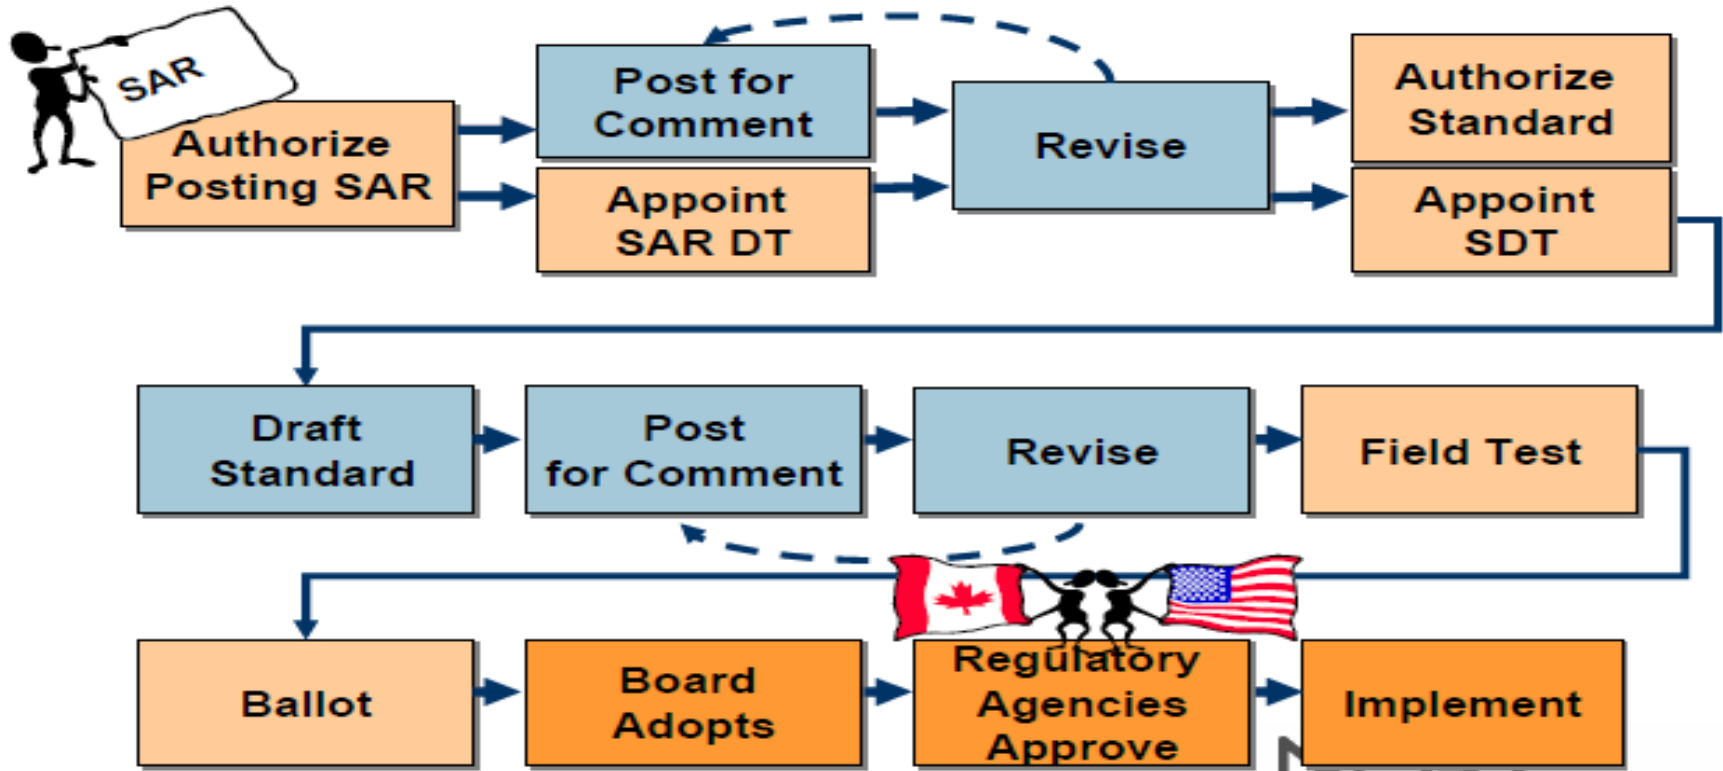 SAR
Authorize
Posting SAR
Post for
Comment
Appoint
SAR DT
Revise
Authorize
Standard
Appoint
SDT
Draft
Standard
Post
for Comment
Revise
Field Test
Ballot
Board
Adopts
Regulatory
Agencies
Approve
Implement